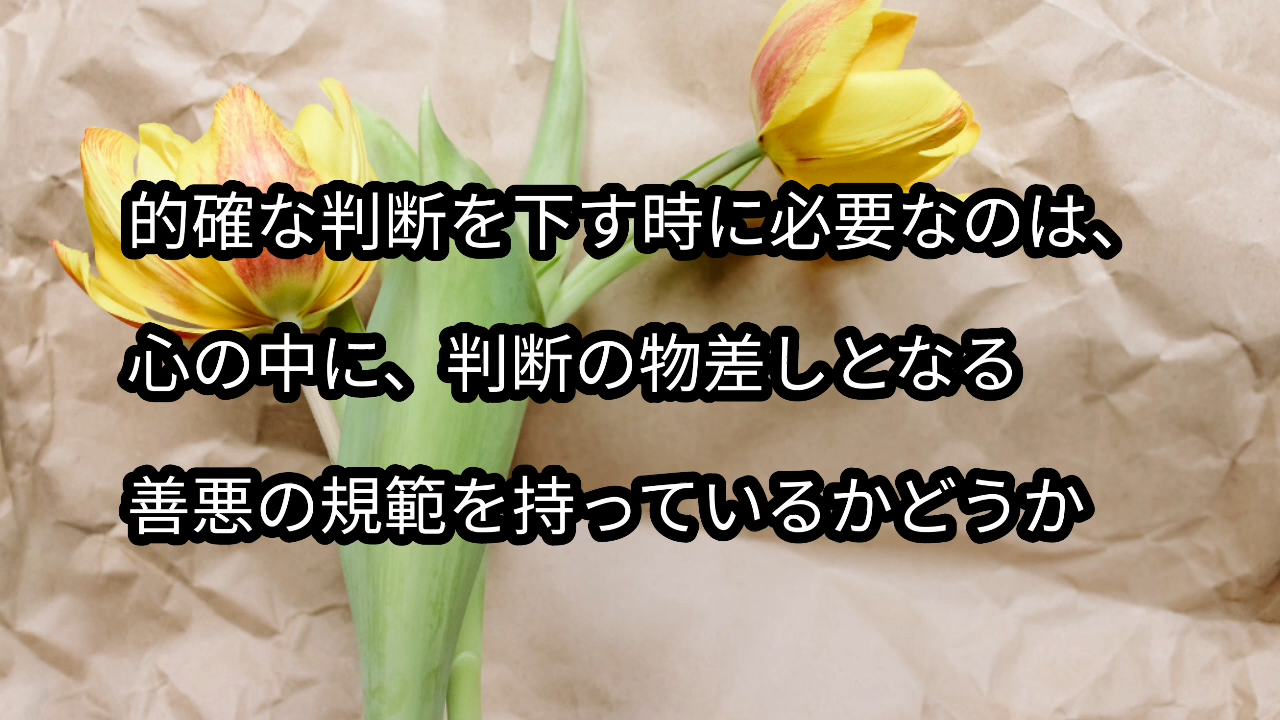 的確な判断を下す時に必要なのは、
心の中に、判断の物差しとなる
善悪の規範を持っているかどうか